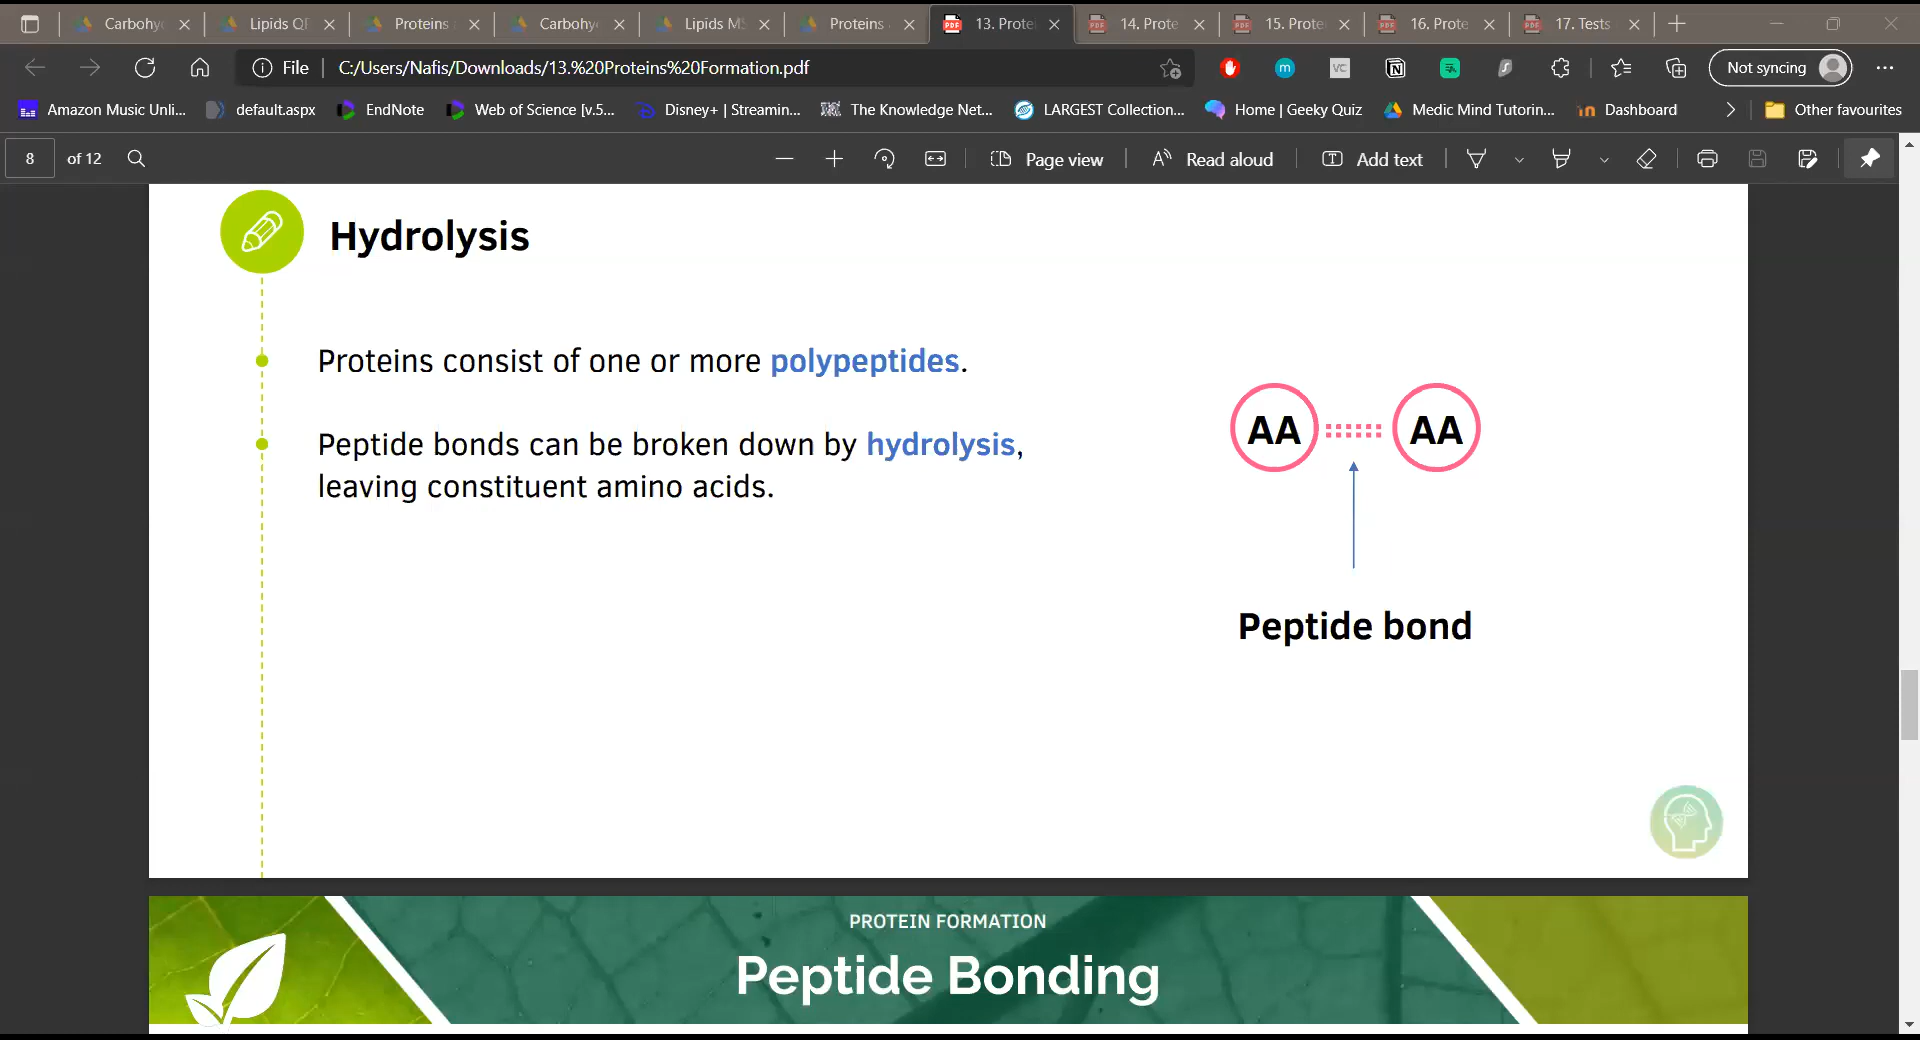 Carbohy
Lipids Q
Proteins
Carbohy
Lipids M
Proteins
13. Prote
14. Prote
15. Prote
16. Prote
17. Tests
File
C:/Users/Nafis/Downloads/13.%20Proteins%20Formation.pdf
VC
m
Not syncing
Amazon Music Unli...
default.aspx
EndNote
Web of Science [v.5...
Disney+ | Streamin...
The Knowledge Net...
LARGEST Collection...
Home | Geeky Quiz
Medic Mind Tutorin...
Dashboard
Other favourites
8 of 12
Page view
Read aloud
Add text
Hydrolysis
Proteins consist of one or more polypeptides.
Peptide bonds can be broken down by hydrolysis,
leaving constituent amino acids.
AA AA
Peptide bond
PROTEIN FORMATION
Peptide Bonding